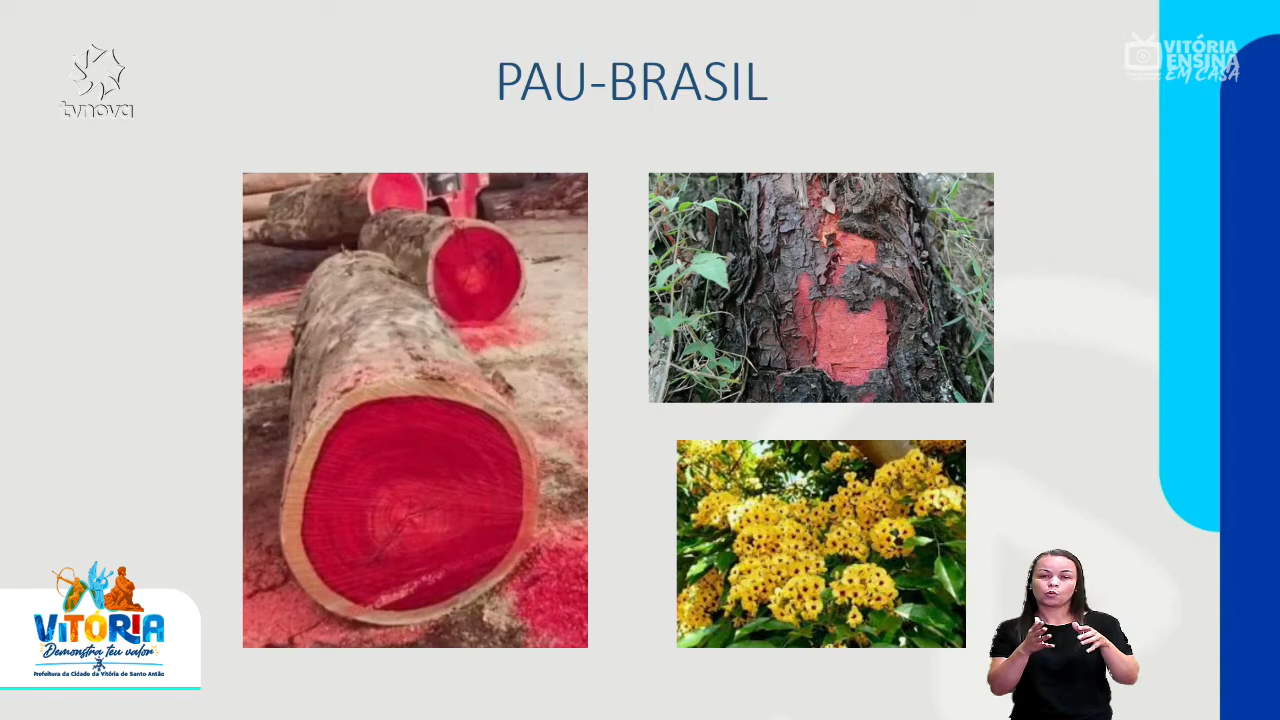 PAU-BRASIL
tvnova
VITÓRIA
ENSINA
EM CASA
VITÓRIA
Demonstra teu valor
Prefeitura da Cidade da Vitória de Santo Antão